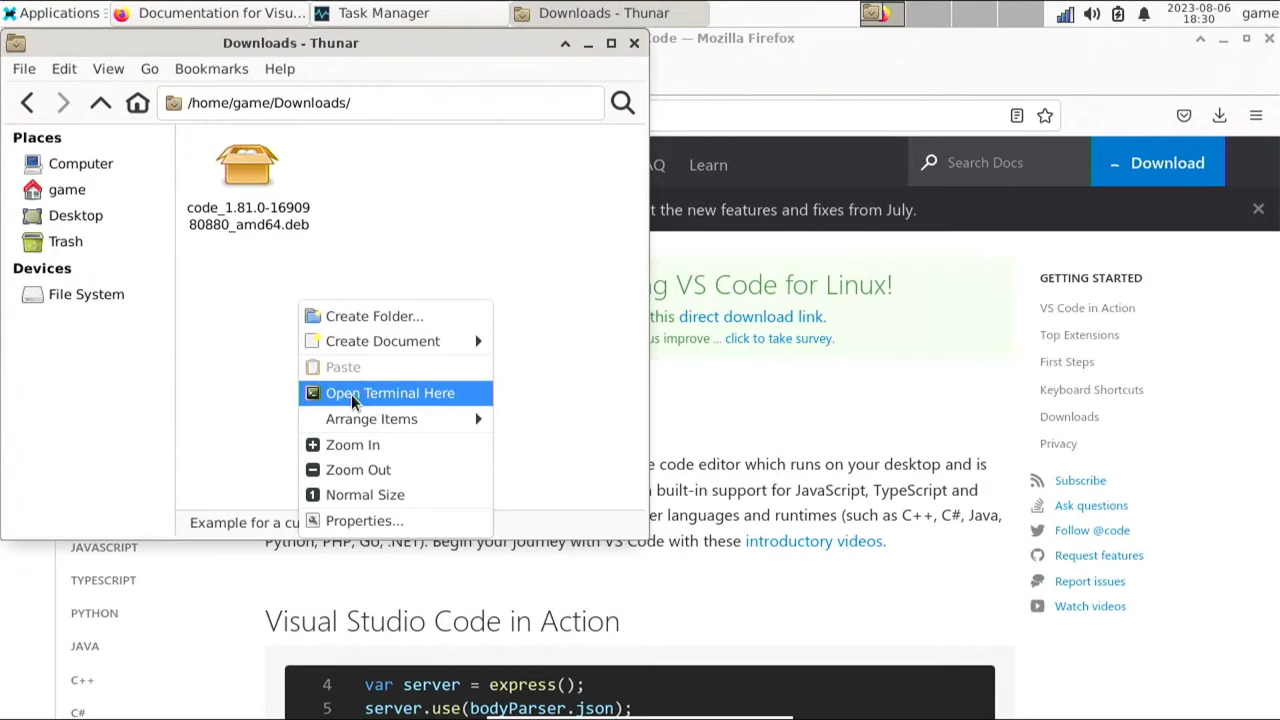 Applications
Documentation for Visu...
Task Manager
Downloads - Thunar
2023-08-06
18:30
game
Downloads - Thunar
ode — Mozilla Firefox
File Edit View Go Bookmarks Help
/home/game/Downloads/
Places
Computer
game
Desktop
Trash
Devices
File System
code_1.81.0-16909
80880_amd64.deb
Create Folder...
Create Document
Paste
Open Terminal Here
Arrange Items
Zoom In
Zoom Out
1 Normal Size
Properties...
Example for a cu
AQ Learn
Search Docs
Download
t the new features and fixes from July.
ng VS Code for Linux!
this direct download link.
us improve ... click to take survey.
e code editor which runs on your desktop and is
built-in support for JavaScript, TypeScript and
er languages and runtimes (such as C++, C#, Java,
Python, PHP, Go, .NET). Begin your journey with VS Code with these introductory videos.
Visual Studio Code in Action
4 var server = express();
5 server.use(bodyParser.json);
JAVASCRIPT
TYPESCRIPT
PYTHON
JAVA
C++
C#
GETTING STARTED
VS Code in Action
Top Extensions
First Steps
Keyboard Shortcuts
Downloads
Privacy
Subscribe
Ask questions
Follow @code
Request features
Report issues
Watch videos